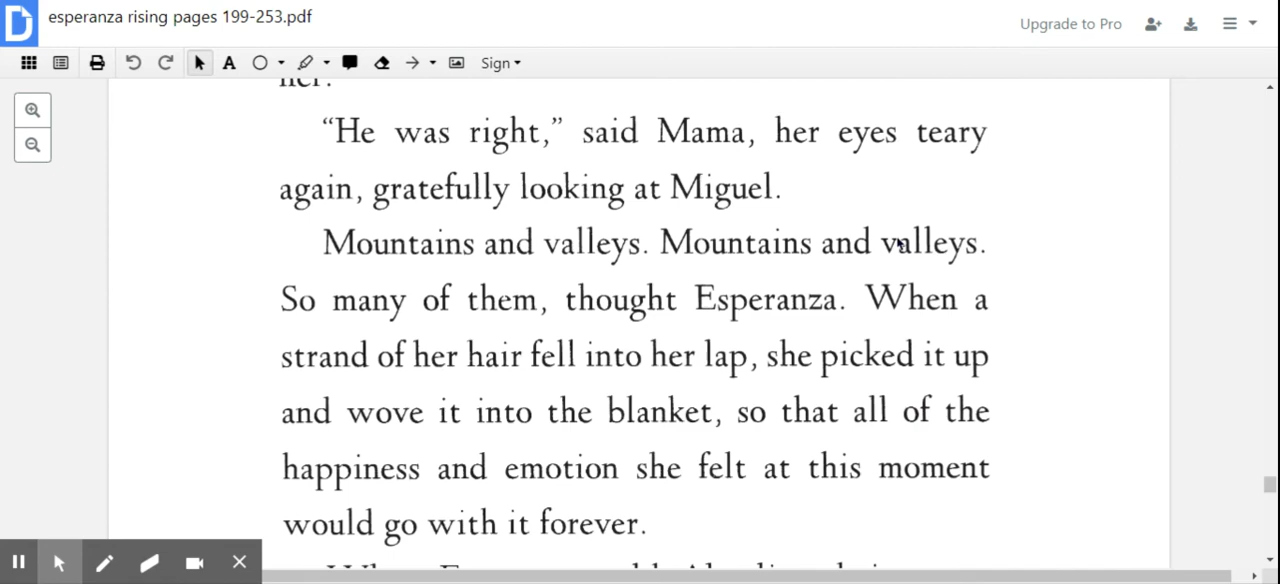 esperanza rising pages 199-253.pdf
Upgrade to Pro
A
Sign
her.
“He was right,” said Mama, her eyes teary
again, gratefully looking at Miguel.
Mountains and valleys. Mountains and valleys.
So many of them, thought Esperanza. When a
strand of her hair fell into her lap, she picked it up
and wove it into the blanket, so that all of the
happiness and emotion she felt at this moment
would go with it forever.